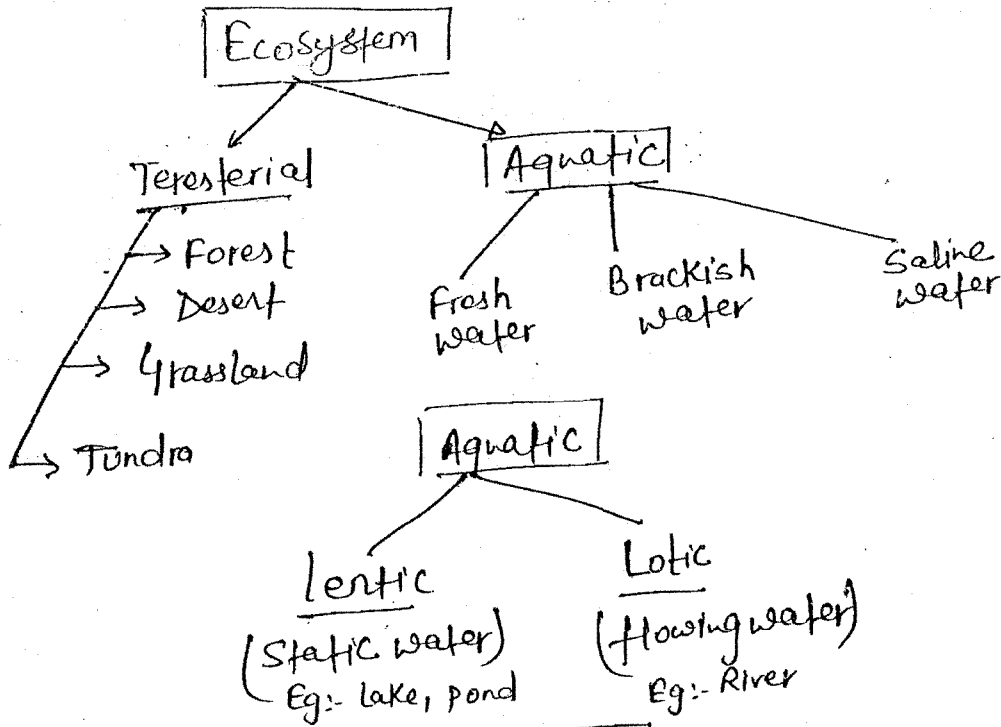 Ecosystem
Teresterial
Aquatic
Forest
Desert
Grassland
Tundra
Fresh
water
Brackish
water
Saline
water
Aquatic
Lentic
(Static water)
Eg:- Lake, pond
Lotic
(flowing water)
Eg:- River